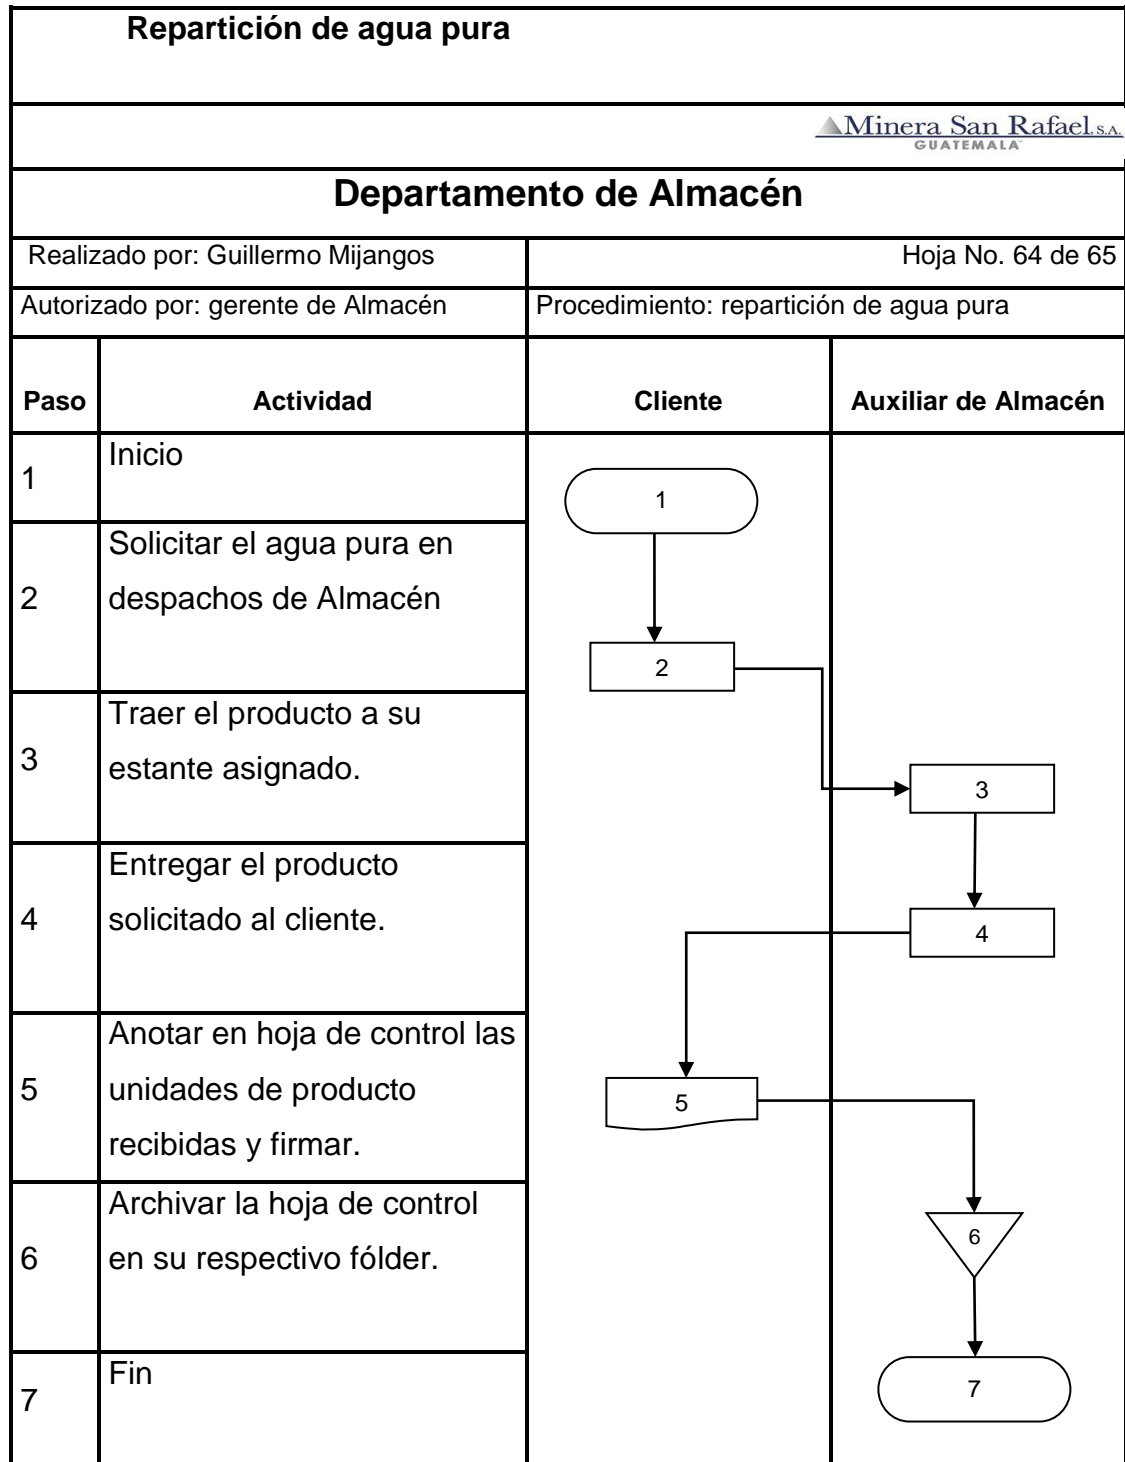 Repartición de agua pura
Minera San Rafael, S.A.
GUATEMALA
Departamento de Almacén
Realizado por: Guillermo Mijangos
Hoja No. 64 de 65
Autorizado por: gerente de Almacén
Procedimiento: repartición de agua pura
Paso
Actividad
Cliente
Auxiliar de Almacén
1
Inicio
1
2
Solicitar el agua pura en
despachos de Almacén
2
3
Traer el producto a su
estante asignado.
3
4
Entregar el producto
solicitado al cliente.
4
5
Anotar en hoja de control las
unidades de producto
recibidas y firmar.
5
6
Archivar la hoja de control
en su respectivo fólder.
6
7
Fin
7